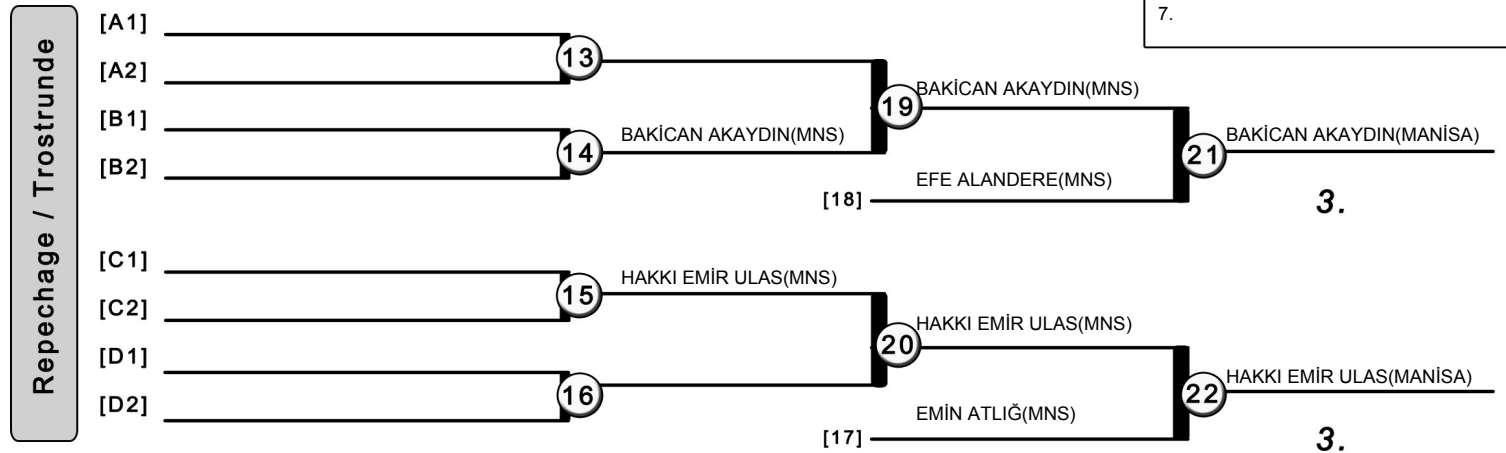 7.
Repechage / Trostrunde
[A1]
[A2]
13
[B1]
[B2]
14
BAKİCAN AKAYDIN(MNS)
19
BAKİCAN AKAYDIN(MNS)
[18]
EFE ALANDERE(MNS)
21
BAKİCAN AKAYDIN(MANİSA)
3.
[C1]
[C2]
15
HAKKI EMİR ULAS(MNS)
[D1]
[D2]
16
20
HAKKI EMİR ULAS(MNS)
[17]
EMİN ATLIĞ(MNS)
22
HAKKI EMİR ULAS(MANİSA)
3.